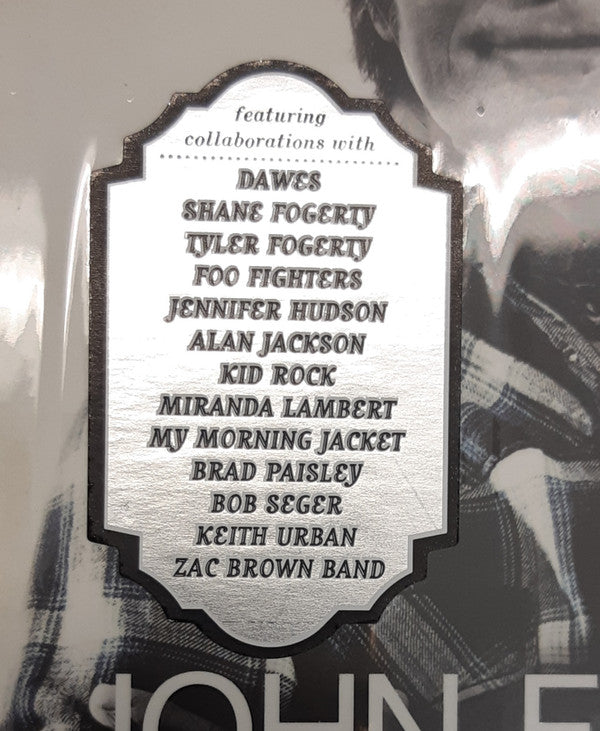 featuring
collaborations with
DAWES
SHANE FOGERTY
TYLER FOGERTY
FOO FIGHTERS
JENNIFER HUDSON
ALAN JACKSON
KID ROCK
MIRANDA LAMBERT
MY MORNING JACKET
BRAD PAISLEY
BOB SEGER
KEITH URBAN
ZAC BROWN BAND
JOHN F